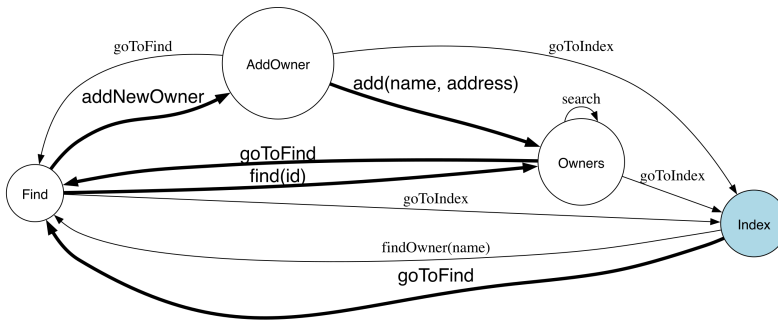 goToFind
AddOwner
goToIndex
addNewOwner
add(name, address)
search
goToFind
Owners
find(id)
goToIndex
Find
goToIndex
Index
findOwner(name)
goToFind